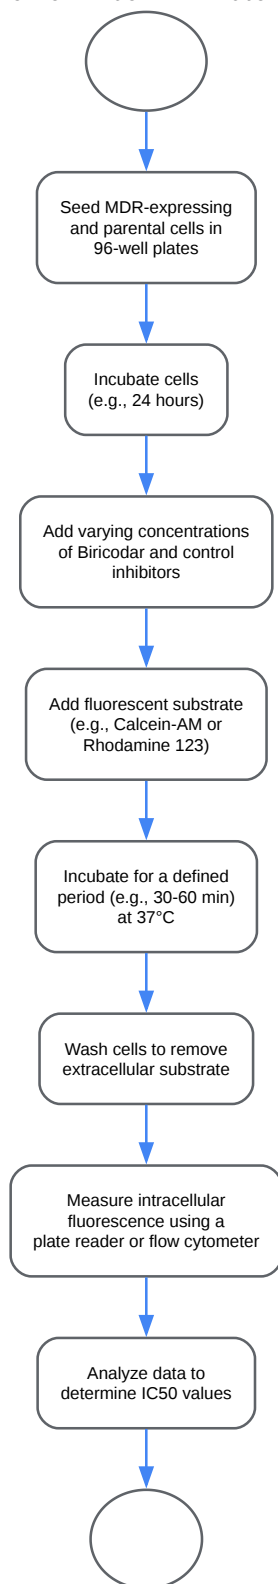 Seed MDR-expressing
and parental cells in
96-well plates
Incubate cells
(e.g., 24 hours)
Add varying concentrations
of Biricodar and control
inhibitors
Add fluorescent substrate
(e.g., Calcein-AM or
Rhodamine 123)
Incubate for a defined
period (e.g., 30-60 min)
at 37°C
Wash cells to remove
extracellular substrate
Measure intracellular
fluorescence using a
plate reader or flow cytometer
Analyze data to
determine IC50 values